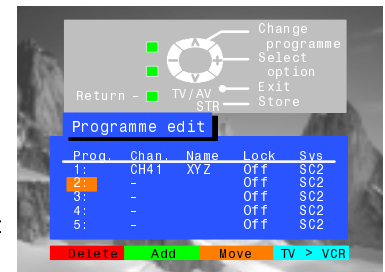 Change
programme
Select
option
Exit
Return - TV/AV
STR Store
Programme edit
Prog. Chan. Name Lock Sys
1: CH41 XYZ Off SC2
2: - Off SC2
3: - Off SC2
4: - Off SC2
5: - Off SC2
Delete Add Move TV > VCR